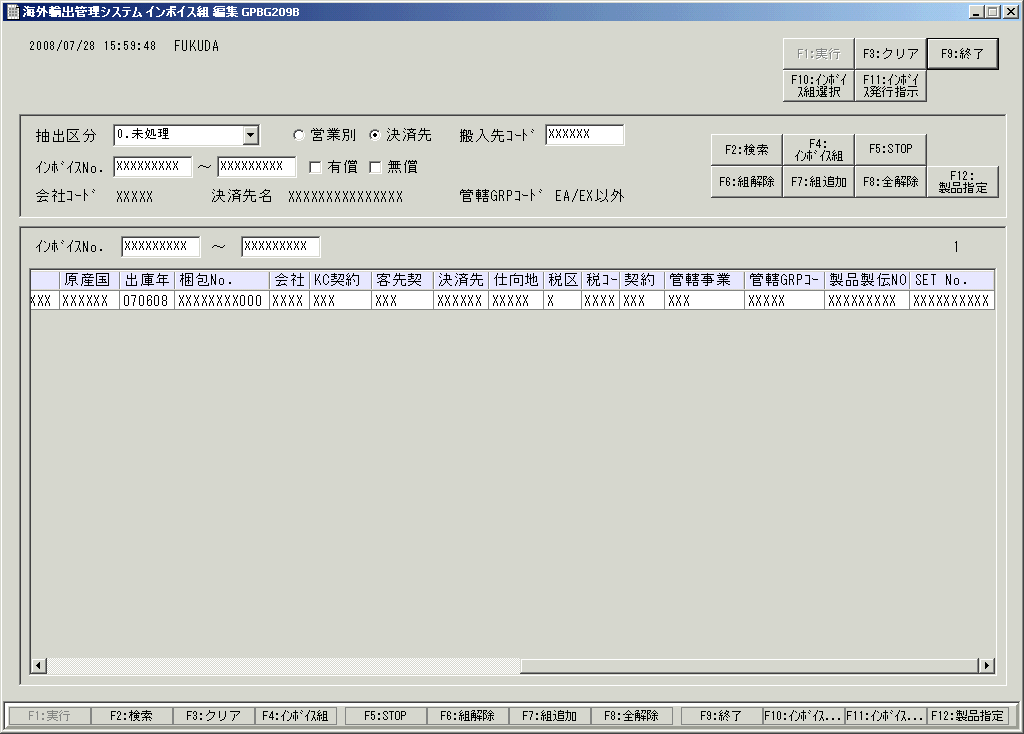 海外輸出管理システム インボイス組 編集 GPBG209B
2008/07/28 15:59:48 FUKUDA
F1:実行 F3:クリア F9:終了
F10:ｲﾝﾎﾞｲｽ組選択 F11:ｲﾝﾎﾞｲｽ発行指示
抽出区分 0.未処理 営業別 決済先 搬入先ｺｰﾄﾞ XXXXXX
F2:検索 F4:ｲﾝﾎﾞｲｽ組 F5:STOP
ｲﾝﾎﾞｲｽNo. XXXXXXXXX ～ XXXXXXXXX 有償 無償
F6:組解除 F7:組追加 F8:全解除 F12:製品指定
会社ｺｰﾄﾞ XXXXX 決済先名 XXXXXXXXXXXXXXX 管轄GRPｺｰﾄﾞ EA/EX以外
ｲﾝﾎﾞｲｽNo. XXXXXXXXX ～ XXXXXXXXX 1
原産国 出庫年 梱包No. 会社 KC契約 客先契 決済先 仕向地 税区 税ｺｰ 契約 管轄事業 管轄GRPｺｰ 製品製伝NO SET No.
XXX XXXXXX 070608 XXXXXXXX000 XXXX XXX XXX XXXXXX XXXXX X XXXX XXX XXX XXXXX XXXXXXXXX XXXXXXXXXX
F1:実行 F2:検索 F3:クリア F4:ｲﾝﾎﾞｲｽ組 F5:STOP F6:組解除 F7:組追加 F8:全解除 F9:終了 F10:ｲﾝﾎﾞｲｽ... F11:ｲﾝﾎﾞｲｽ... F12:製品指定